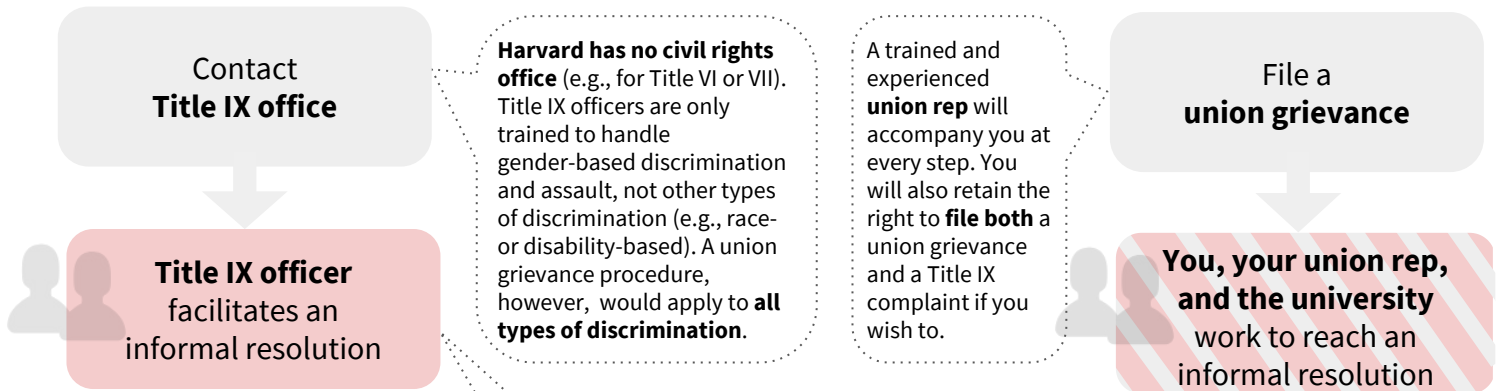 Contact
Title IX office
Title IX officer
facilitates an
informal resolution
Harvard has no civil rights
office (e.g., for Title VI or VII).
Title IX officers are only
trained to handle
gender-based discrimination
and assault, not other types
of discrimination (e.g., race-
or disability-based). A union
grievance procedure,
however, would apply to all
types of discrimination.
A trained and
experienced
union rep will
accompany you at
every step. You
will also retain the
right to file both a
union grievance
and a Title IX
complaint if you
wish to.
File a
union grievance
You, your union rep,
and the university
work to reach an
informal resolution